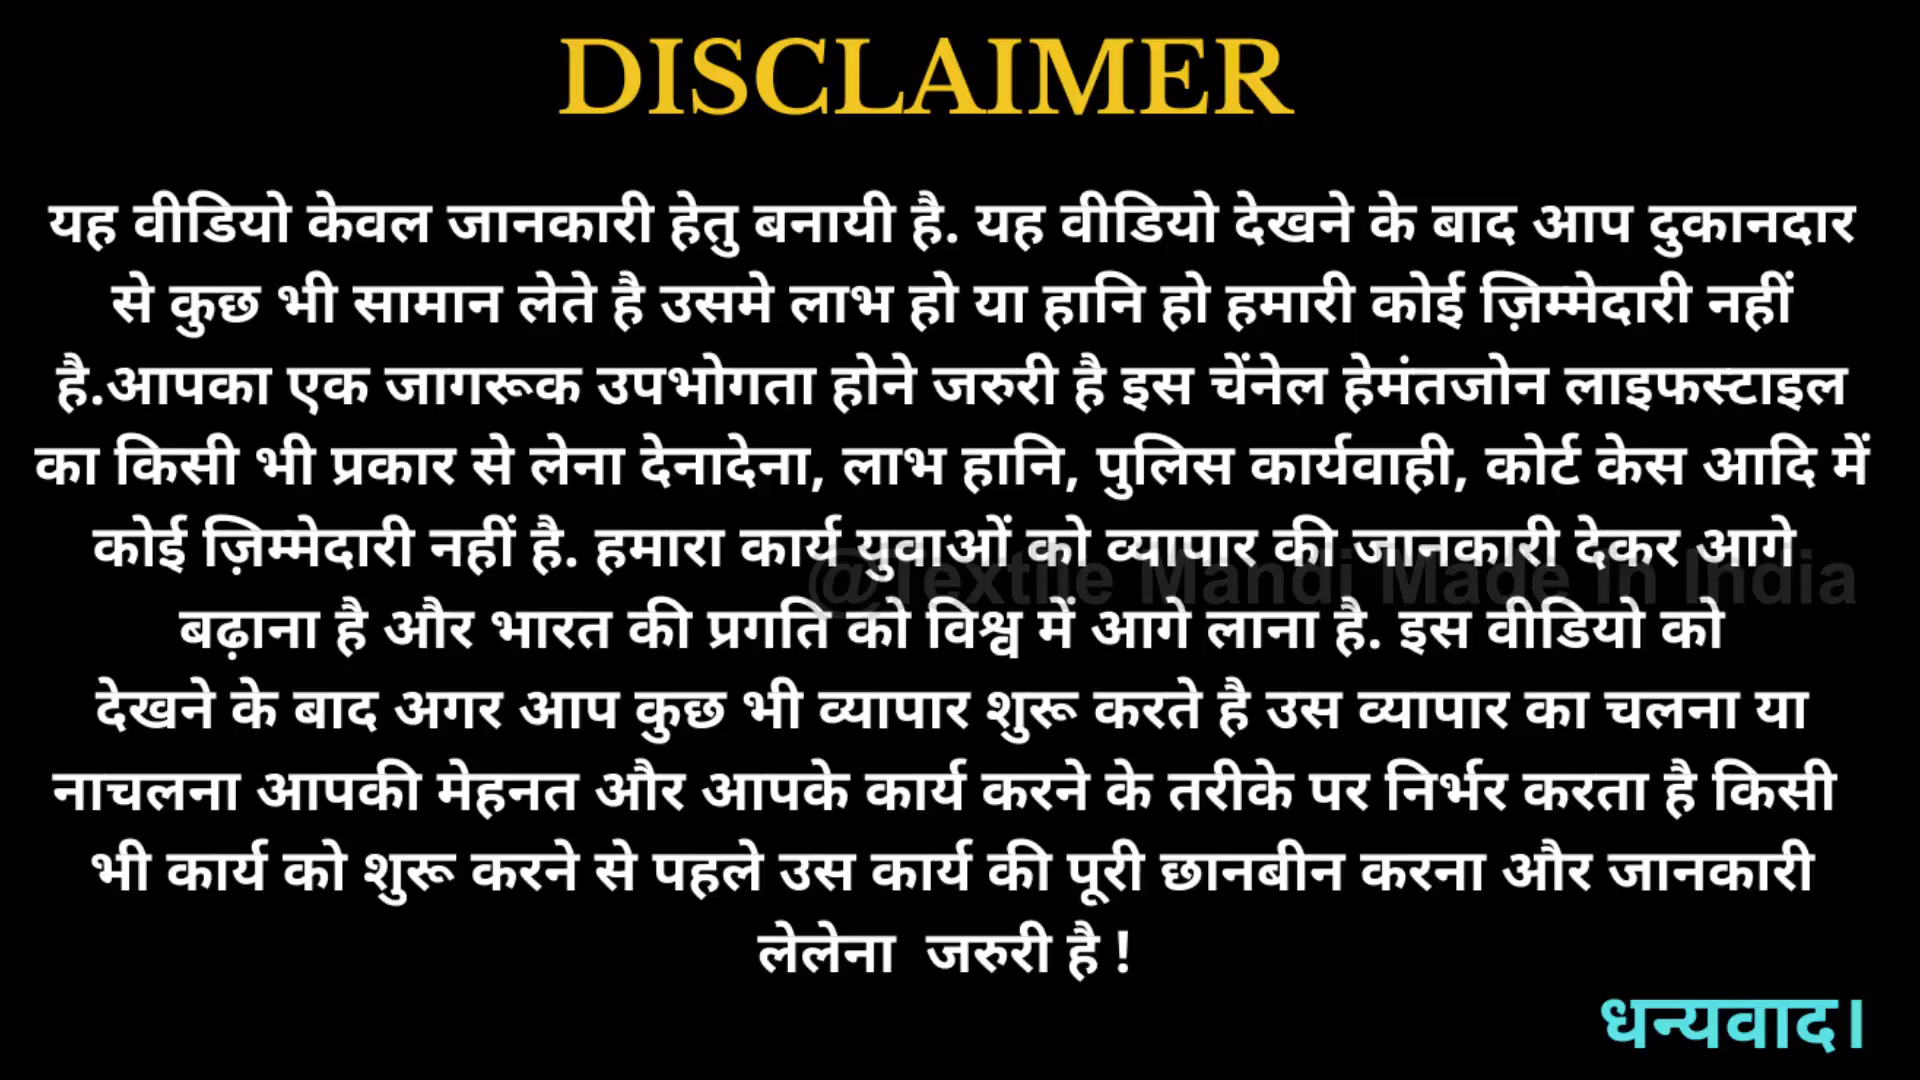 DISCLAIMER
यह वीडियो केवल जानकारी हेतु बनायी है. यह वीडियो देखने के बाद आप दुकानदार
से कुछ भी सामान लेते है उसमे लाभ हो या हानि हो हमारी कोई ज़िम्मेदारी नहीं
है.आपका एक जागरूक उपभोगता होने जरुरी है इस चेंनेल हेमंतजोन लाइफस्टाइल
का किसी भी प्रकार से लेना देनादेना, लाभ हानि, पुलिस कार्यवाही, कोर्ट केस आदि में
कोई ज़िम्मेदारी नहीं है. हमारा कार्य युवाओं को व्यापार की जानकारी देकर आगे
@Textile Mandi Made In India
बढ़ाना है और भारत की प्रगति को विश्व में आगे लाना है. इस वीडियो को
देखने के बाद अगर आप कुछ भी व्यापार शुरू करते है उस व्यापार का चलना या
नाचलना आपकी मेहनत और आपके कार्य करने के तरीके पर निर्भर करता है किसी
भी कार्य को शुरू करने से पहले उस कार्य की पूरी छानबीन करना और जानकारी
लेलेना  जरुरी है !
धन्यवाद।